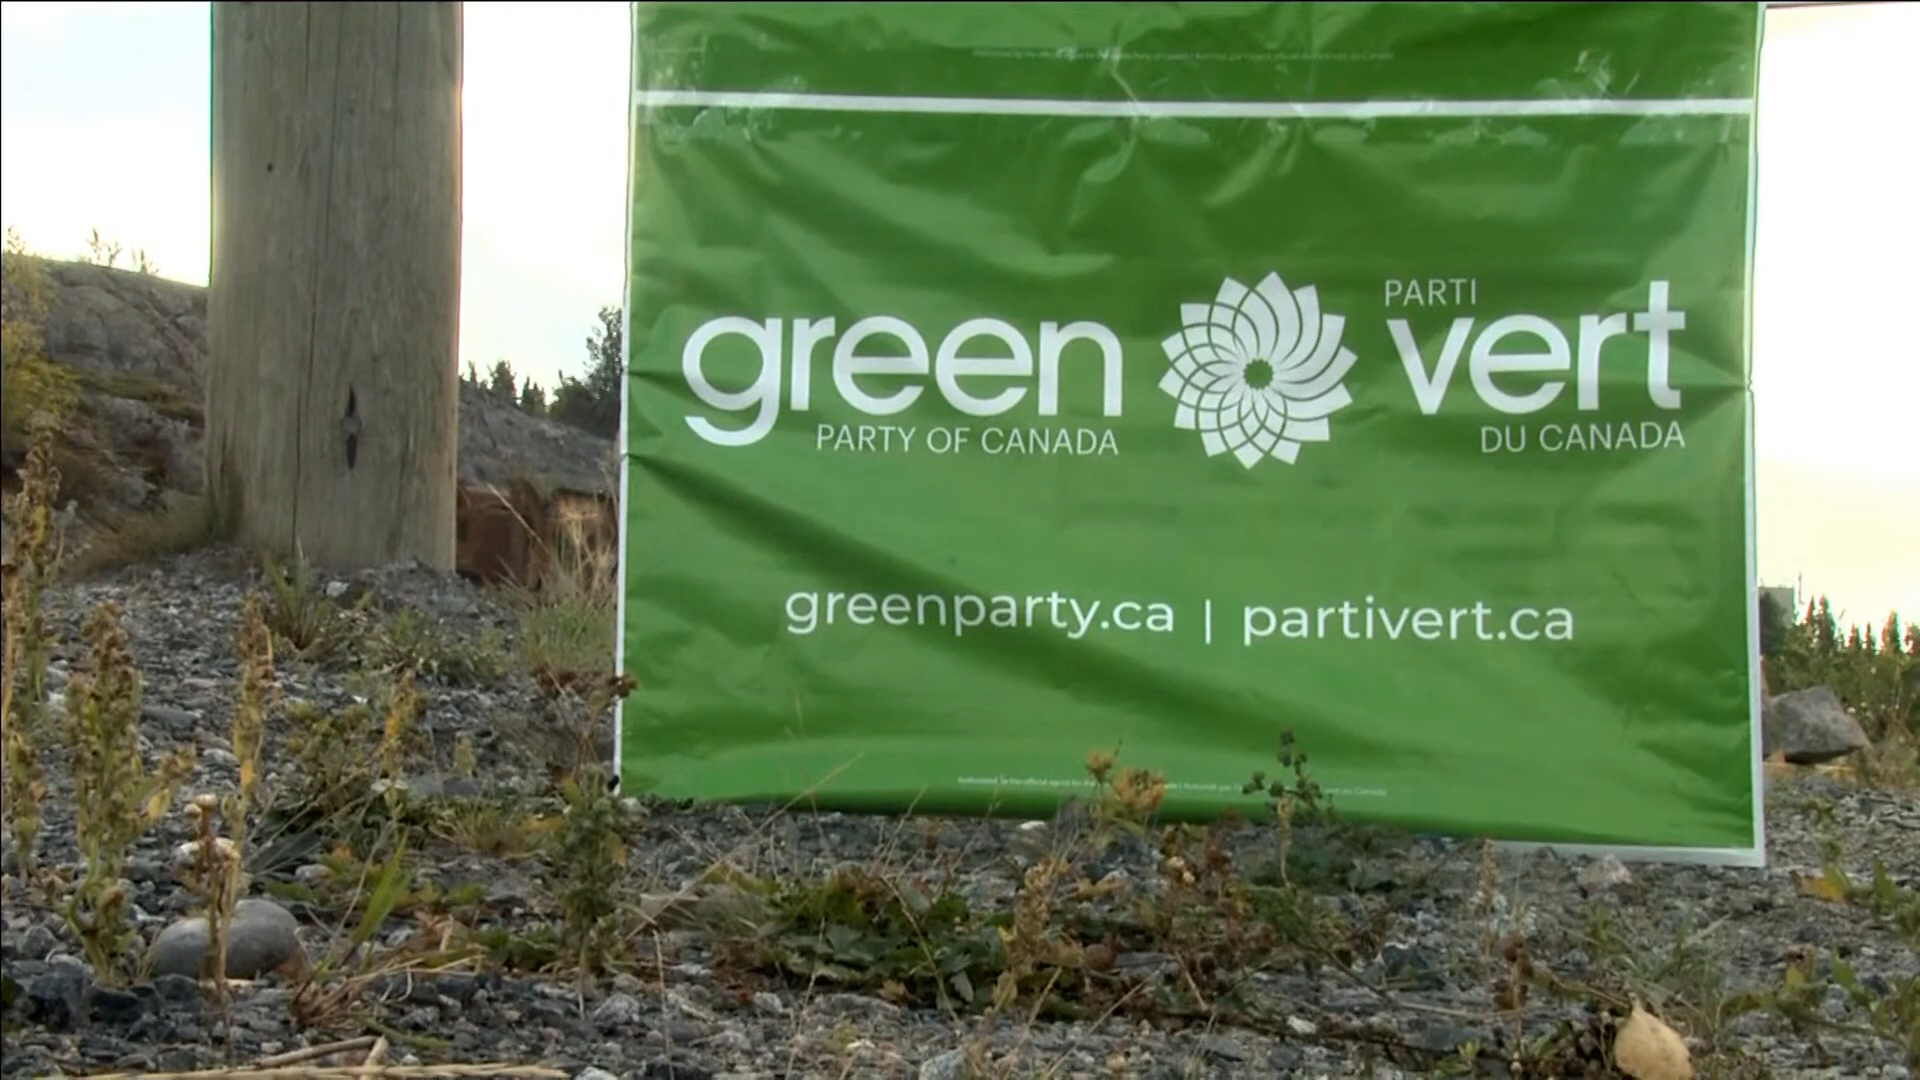 green
PARTY OF CANADA
PARTI
vert
DU CANADA
greenparty.ca | partivert.ca